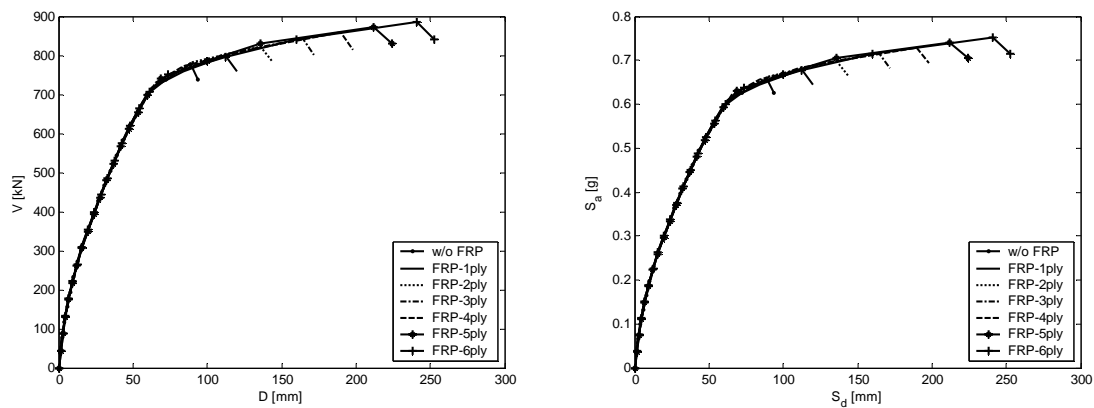 900
800
700
600
500
400
300
200
100
0
V [kN]
0 50 100 150 200 250 300
D [mm]
w/o FRP
FRP-1ply
FRP-2ply
FRP-3ply
FRP-4ply
FRP-5ply
FRP-6ply
0.8
0.7
0.6
0.5
0.4
0.3
0.2
0.1
0
S_a [g]
0 50 100 150 200 250 300
S_d [mm]
w/o FRP
FRP-1ply
FRP-2ply
FRP-3ply
FRP-4ply
FRP-5ply
FRP-6ply